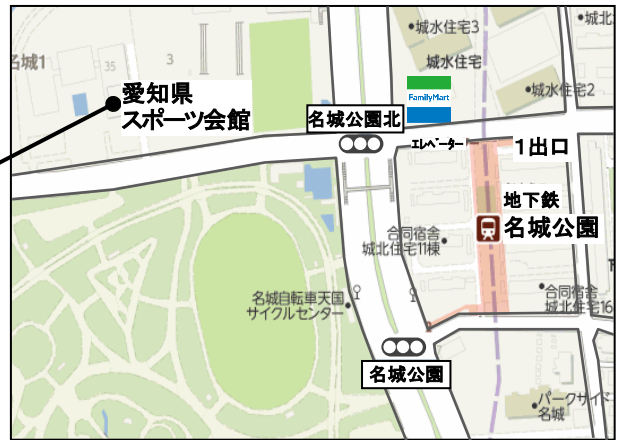 城水住宅3
城北
名城1
35
3
城水住宅
愛知県
スポーツ会館
FamilyMart
城水住宅2
名城公園北
エレベーター
1出口
地下鉄
名城公園
合同宿舎
城北住宅11棟
合同宿舎
城北住宅16
名城自転車天国
サイクルセンター
名城公園
パークサイド
名城